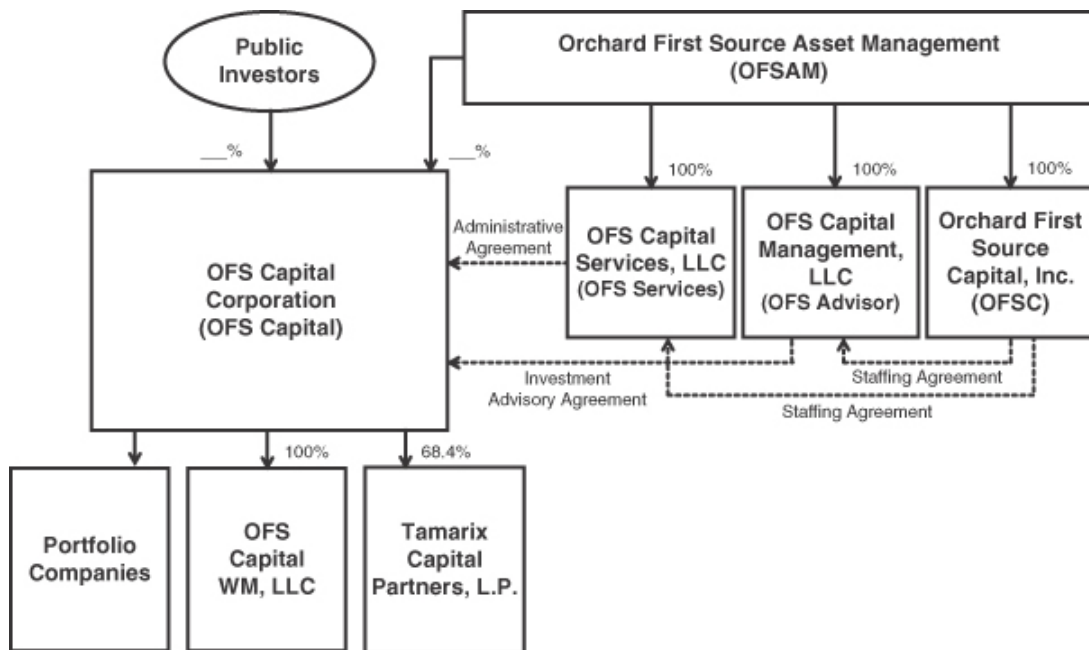 Public
Investors
Orchard First Source Asset Management
(OFSAM)
___%
___%
100%
100%
100%
OFS Capital
Corporation
(OFS Capital)
Administrative
Agreement
OFS Capital
Services, LLC
(OFS Services)
OFS Capital
Management,
LLC
(OFS Advisor)
Orchard First
Source
Capital, Inc.
(OFSC)
Investment
Advisory Agreement
Staffing Agreement
Staffing Agreement
100%
68.4%
Portfolio
Companies
OFS
Capital
WM, LLC
Tamarix
Capital
Partners, L.P.